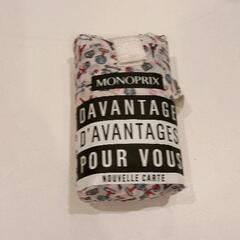 MONOPRIX
DAVANTAGE
D'AVANTAGES
POUR VOUS
NOUVELLE CARTE